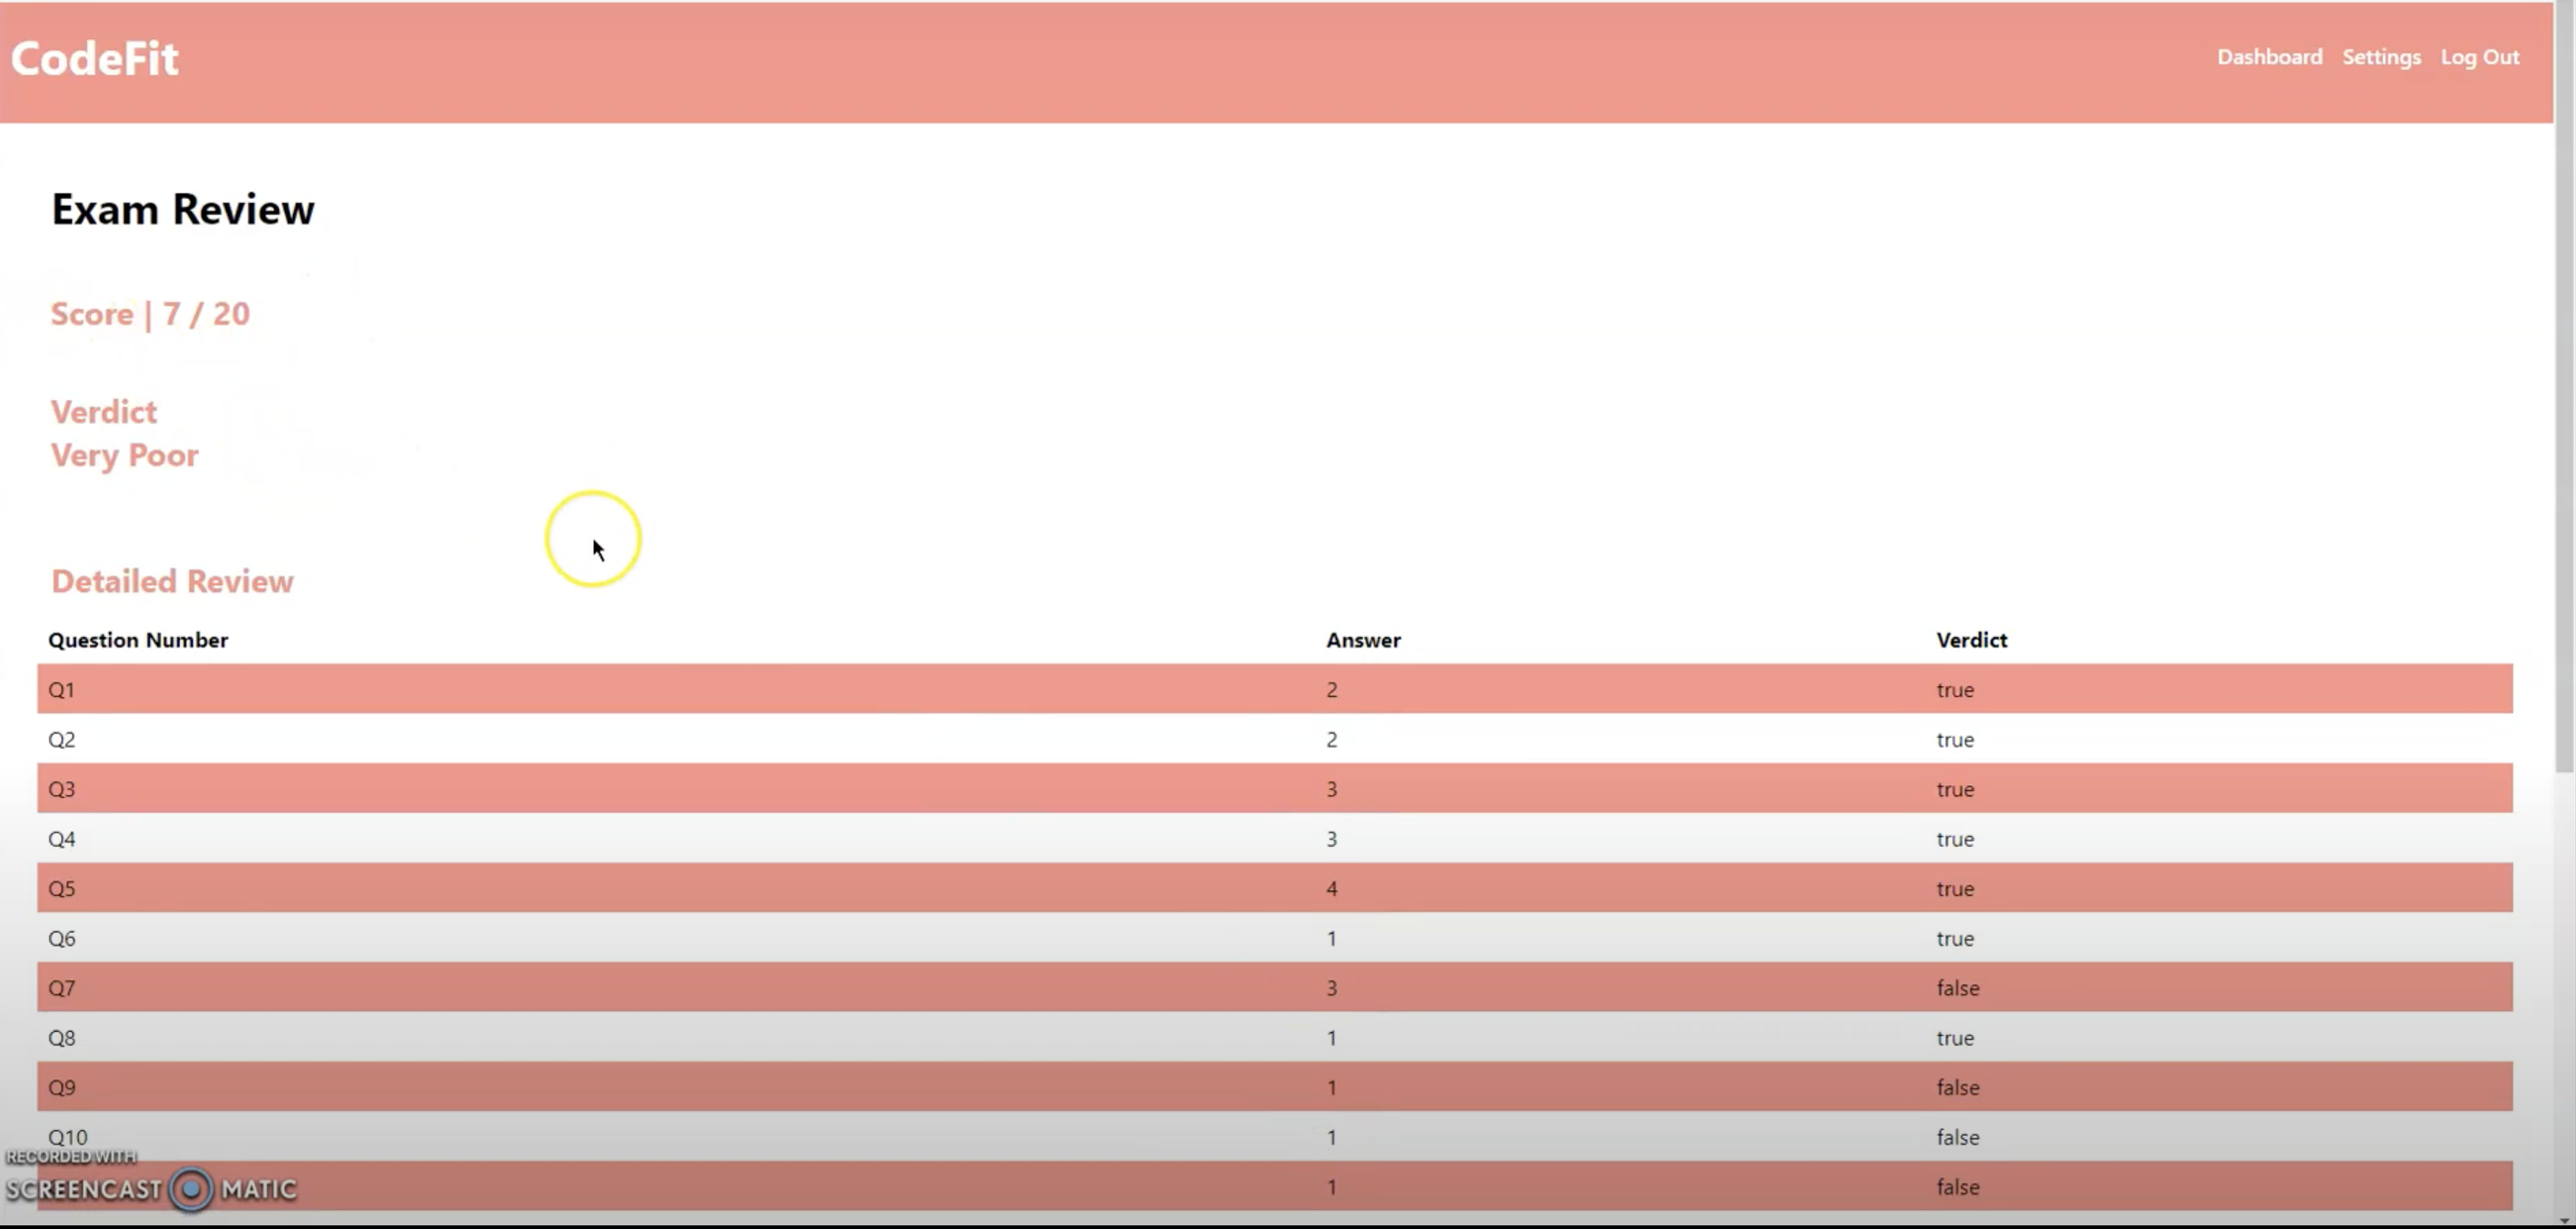 CodeFit
Dashboard Settings Log Out
Exam Review
Score | 7 / 20
Verdict
Very Poor
Detailed Review
Question Number Answer Verdict
Q1 2 true
Q2 2 true
Q3 3 true
Q4 3 true
Q5 4 true
Q6 1 true
Q7 3 false
Q8 1 true
Q9 1 false
Q10 1 false
1 false
RECORDED WITH
SCREENCAST MATIC